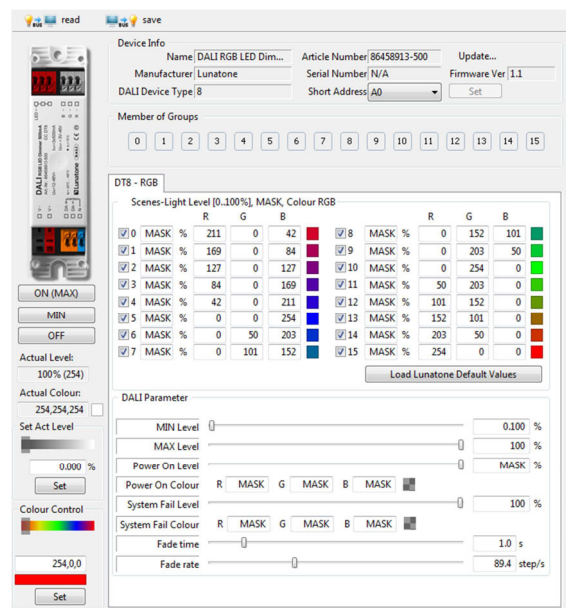 read save
Device Info
Name DALI RGB LED Dim... Article Number 86458913-500 Update...
Manufacturer Lunatone Serial Number N/A Firmware Ver 1.1
DALI Device Type 8 Short Address A0 Set
Member of Groups
0 1 2 3 4 5 6 7 8 9 10 11 12 13 14 15
DT8 - RGB
Scenes-Light Level [0..100%], MASK, Colour RGB
R G B R G B
0 MASK % 211 0 42 8 MASK % 0 152 101
1 MASK % 169 0 84 9 MASK % 0 203 50
2 MASK % 127 0 127 10 MASK % 0 254 0
3 MASK % 84 0 169 11 MASK % 50 203 0
4 MASK % 42 0 211 12 MASK % 101 152 0
5 MASK % 0 0 254 13 MASK % 152 101 0
6 MASK % 0 50 203 14 MASK % 203 50 0
7 MASK % 0 101 152 15 MASK % 254 0 0
Load Lunatone Default Values
DALI Parameter
MIN Level 0.100 %
MAX Level 100 %
Power On Level MASK %
Power On Colour R MASK G MASK B MASK
System Fail Level 100 %
System Fail Colour R MASK G MASK B MASK
Fade time 1.0 s
Fade rate 89.4 step/s
DALI RGB LED Dimmer 500mA
Lunatone
ON (MAX)
MIN
OFF
Actual Level:
100% (254)
Actual Colour:
254,254,254
Set Act Level
0.000 %
Set
Colour Control
254,0,0
Set